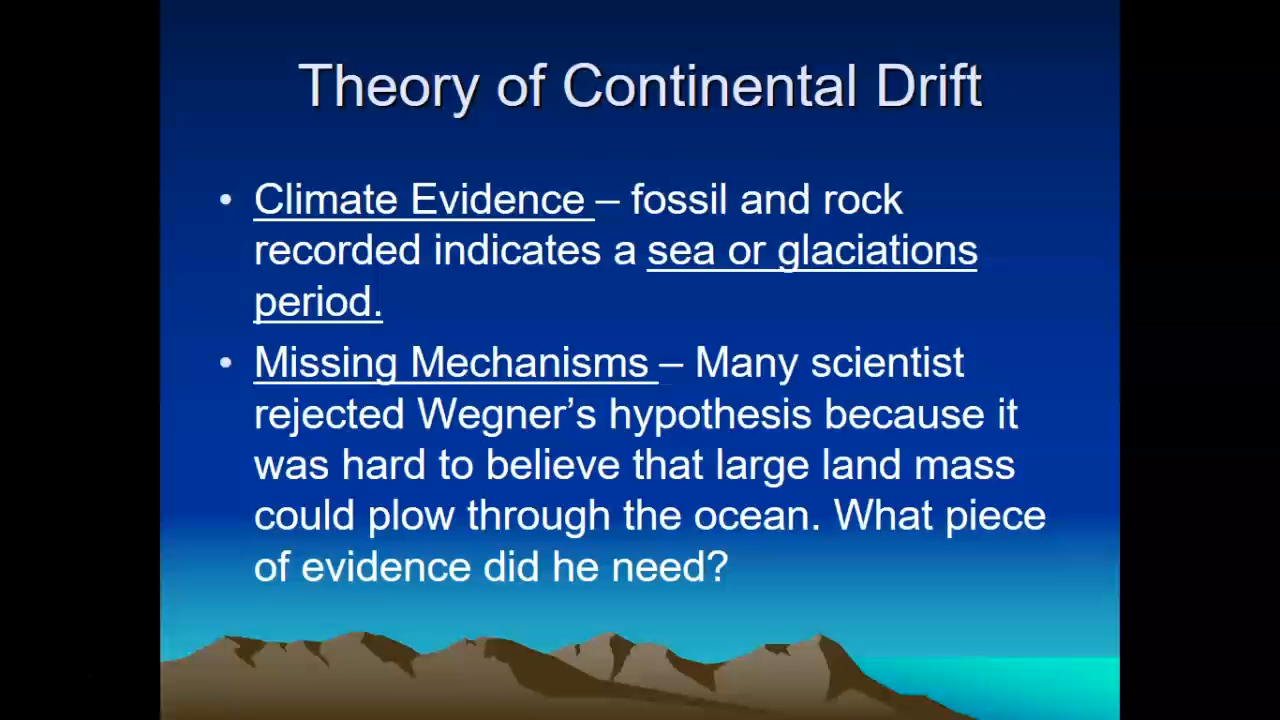 Theory of Continental Drift
• Climate Evidence – fossil and rock
recorded indicates a sea or glaciations
period.
• Missing Mechanisms – Many scientist
rejected Wegner’s hypothesis because it
was hard to believe that large land mass
could plow through the ocean. What piece
of evidence did he need?